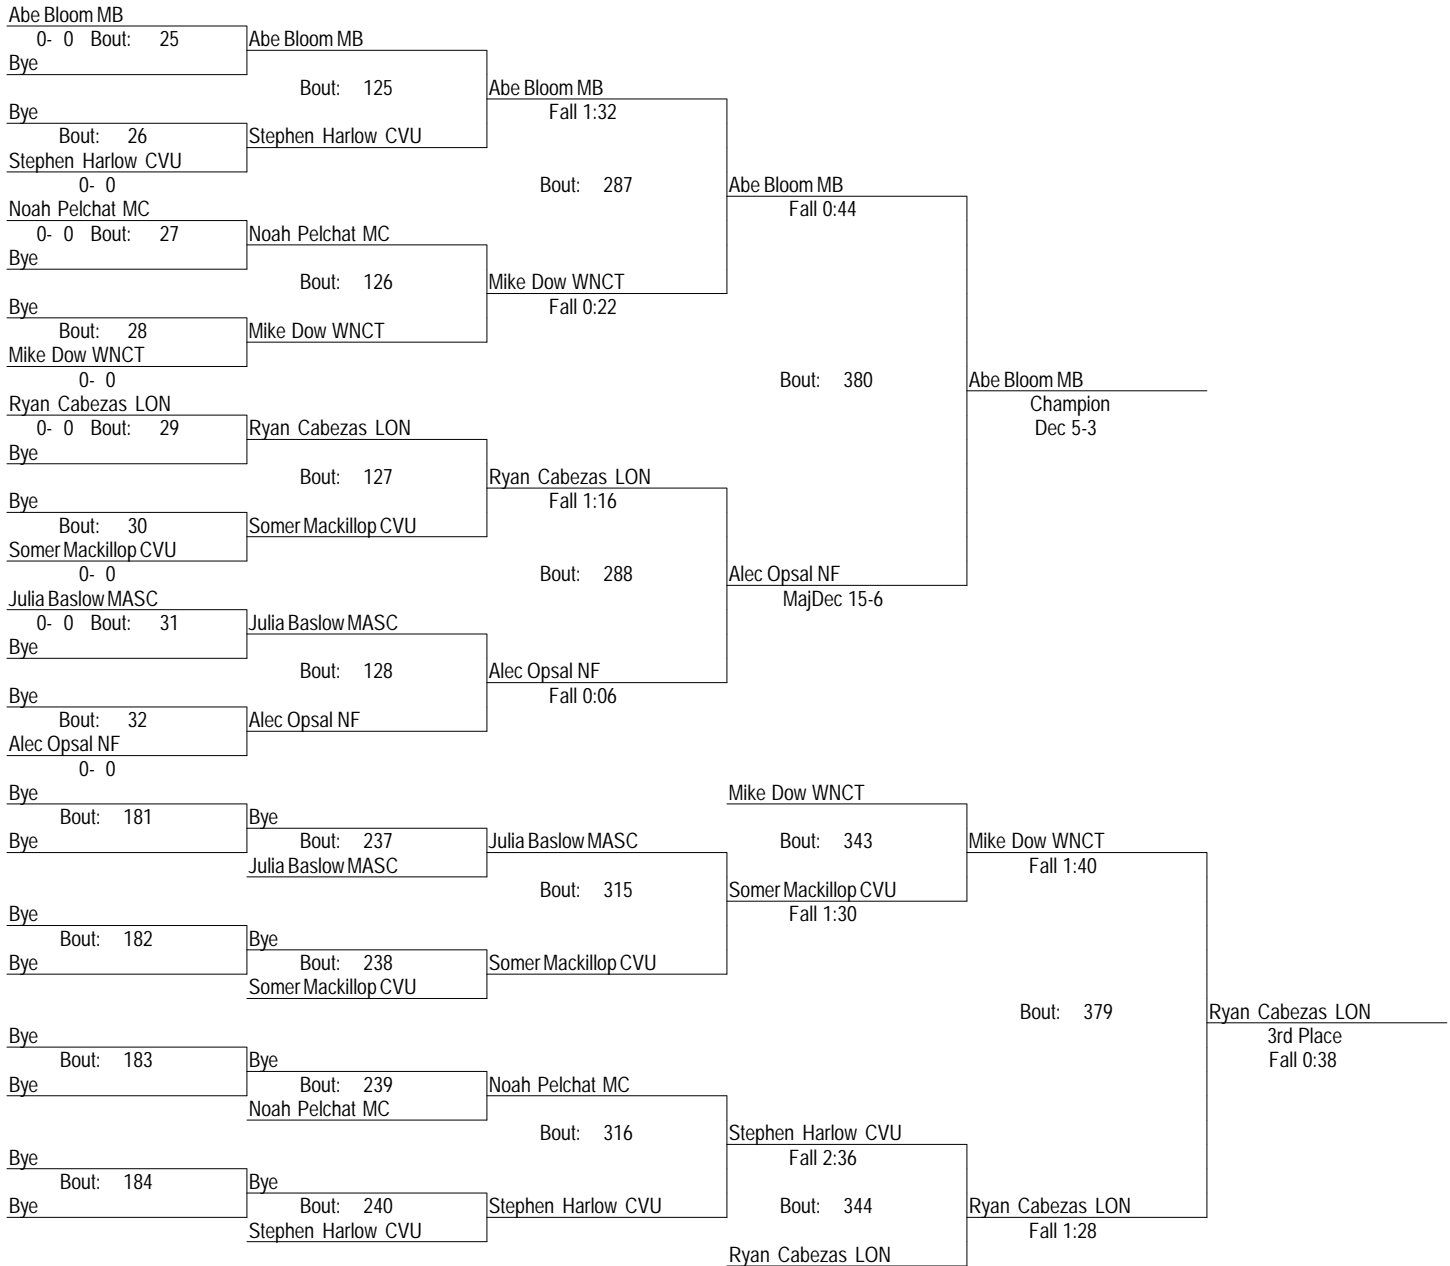 Abe Bloom MB
0- 0 Bout: 25 Abe Bloom MB
Bye
Bout: 125 Abe Bloom MB
Bye Fall 1:32
Bout: 26 Stephen Harlow CVU
Stephen Harlow CVU
0- 0 Bout: 287 Abe Bloom MB
Noah Pelchat MC Fall 0:44
0- 0 Bout: 27 Noah Pelchat MC
Bye
Bout: 126 Mike Dow WNCT
Bye Fall 0:22
Bout: 28 Mike Dow WNCT
Mike Dow WNCT
0- 0 Bout: 380 Abe Bloom MB
Ryan Cabezas LON Champion
0- 0 Bout: 29 Ryan Cabezas LON Dec 5-3
Bye
Bout: 127 Ryan Cabezas LON
Bye Fall 1:16
Bout: 30 Somer Mackillop CVU
Somer Mackillop CVU
0- 0 Bout: 288 Alec Opsal NF
Julia Baslow MASC MajDec 15-6
0- 0 Bout: 31 Julia Baslow MASC
Bye
Bout: 128 Alec Opsal NF
Bye Fall 0:06
Bout: 32 Alec Opsal NF
Alec Opsal NF
0- 0
Bye Mike Dow WNCT
Bout: 181 Bye
Bye Bout: 237 Julia Baslow MASC Bout: 343 Mike Dow WNCT
Julia Baslow MASC Fall 1:40
Bout: 315 Somer Mackillop CVU
Bye Fall 1:30
Bout: 182 Bye
Bye Bout: 238 Somer Mackillop CVU
Somer Mackillop CVU
Bout: 379 Ryan Cabezas LON
Bye 3rd Place
Bout: 183 Bye Fall 0:38
Bye Bout: 239 Noah Pelchat MC
Noah Pelchat MC
Bout: 316 Stephen Harlow CVU
Bye Fall 2:36
Bout: 184 Bye
Bye Bout: 240 Stephen Harlow CVU Bout: 344 Ryan Cabezas LON
Stephen Harlow CVU Fall 1:28
Ryan Cabezas LON